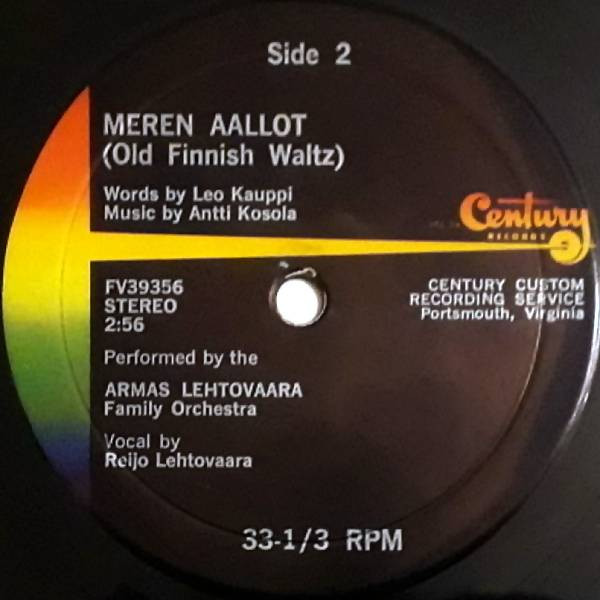 Side 2
MEREN AALLOT
(Old Finnish Waltz)
Words by Leo Kauppi
Music by Antti Kosola
Century
RECORDS
FV39356
STEREO
2:56
CENTURY CUSTOM
RECORDING SERVICE
Portsmouth, Virginia
Performed by the
ARMAS LEHTOVAARA
Family Orchestra
Vocal by
Reijo Lehtovaara
33-1/3 RPM